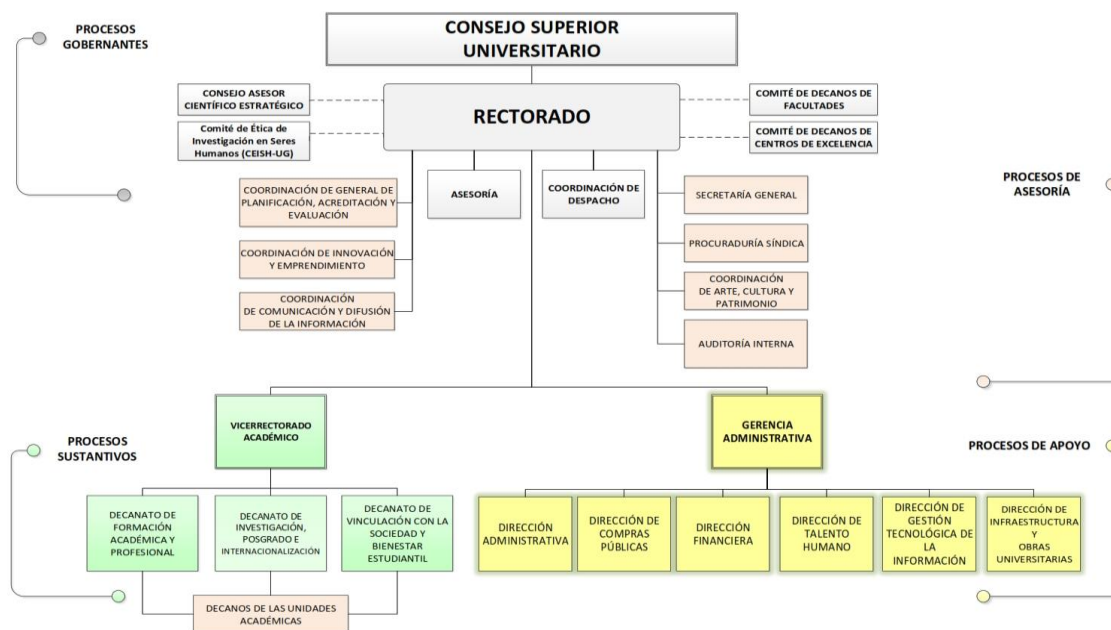 PROCESOS
GOBERNANTES
CONSEJO SUPERIOR
UNIVERSITARIO
CONSEJO ASESOR
CIENTÍFICO ESTRATÉGICO
Comité de Ética de
Investigación en Seres
Humanos (CEISH-UG)
RECTORADO
COMITÉ DE DECANOS DE
FACULTADES
COMITÉ DE DECANOS DE
CENTROS DE EXCELENCIA
PROCESOS DE
ASESORÍA
COORDINACIÓN DE GENERAL DE
PLANIFICACIÓN, ACREDITACIÓN Y
EVALUACIÓN
ASESORÍA
COORDINACIÓN DE
DESPACHO
SECRETARÍA GENERAL
COORDINACIÓN DE INNOVACIÓN
Y EMPRENDIMIENTO
PROCURADURÍA SÍNDICA
COORDINACIÓN
DE COMUNICACIÓN Y DIFUSIÓN
DE LA INFORMACIÓN
COORDINACIÓN
DE ARTE, CULTURA Y
PATRIMONIO
AUDITORÍA INTERNA
PROCESOS
SUSTANTIVOS
VICERRECTORADO
ACADÉMICO
GERENCIA
ADMINISTRATIVA
PROCESOS DE APOYO
DECANATO DE
FORMACIÓN
ACADÉMICA Y
PROFESIONAL
DECANATO DE
INVESTIGACIÓN,
POSGRADO E
INTERNACIONALIZACIÓN
DECANATO DE
VINCULACIÓN CON LA
SOCIEDAD Y
BIENESTAR
ESTUDIANTIL
DIRECCIÓN
ADMINISTRATIVA
DIRECCIÓN DE
COMPRAS
PÚBLICAS
DIRECCIÓN
FINANCIERA
DIRECCIÓN DE
TALENTO
HUMANO
DIRECCIÓN DE
GESTIÓN
TECNOLÓGICA DE
LA
INFORMACIÓN
DIRECCIÓN DE
INFRAESTRUCTURA
Y
OBRAS
UNIVERSITARIAS
DECANOS DE LAS UNIDADES
ACADÉMICAS